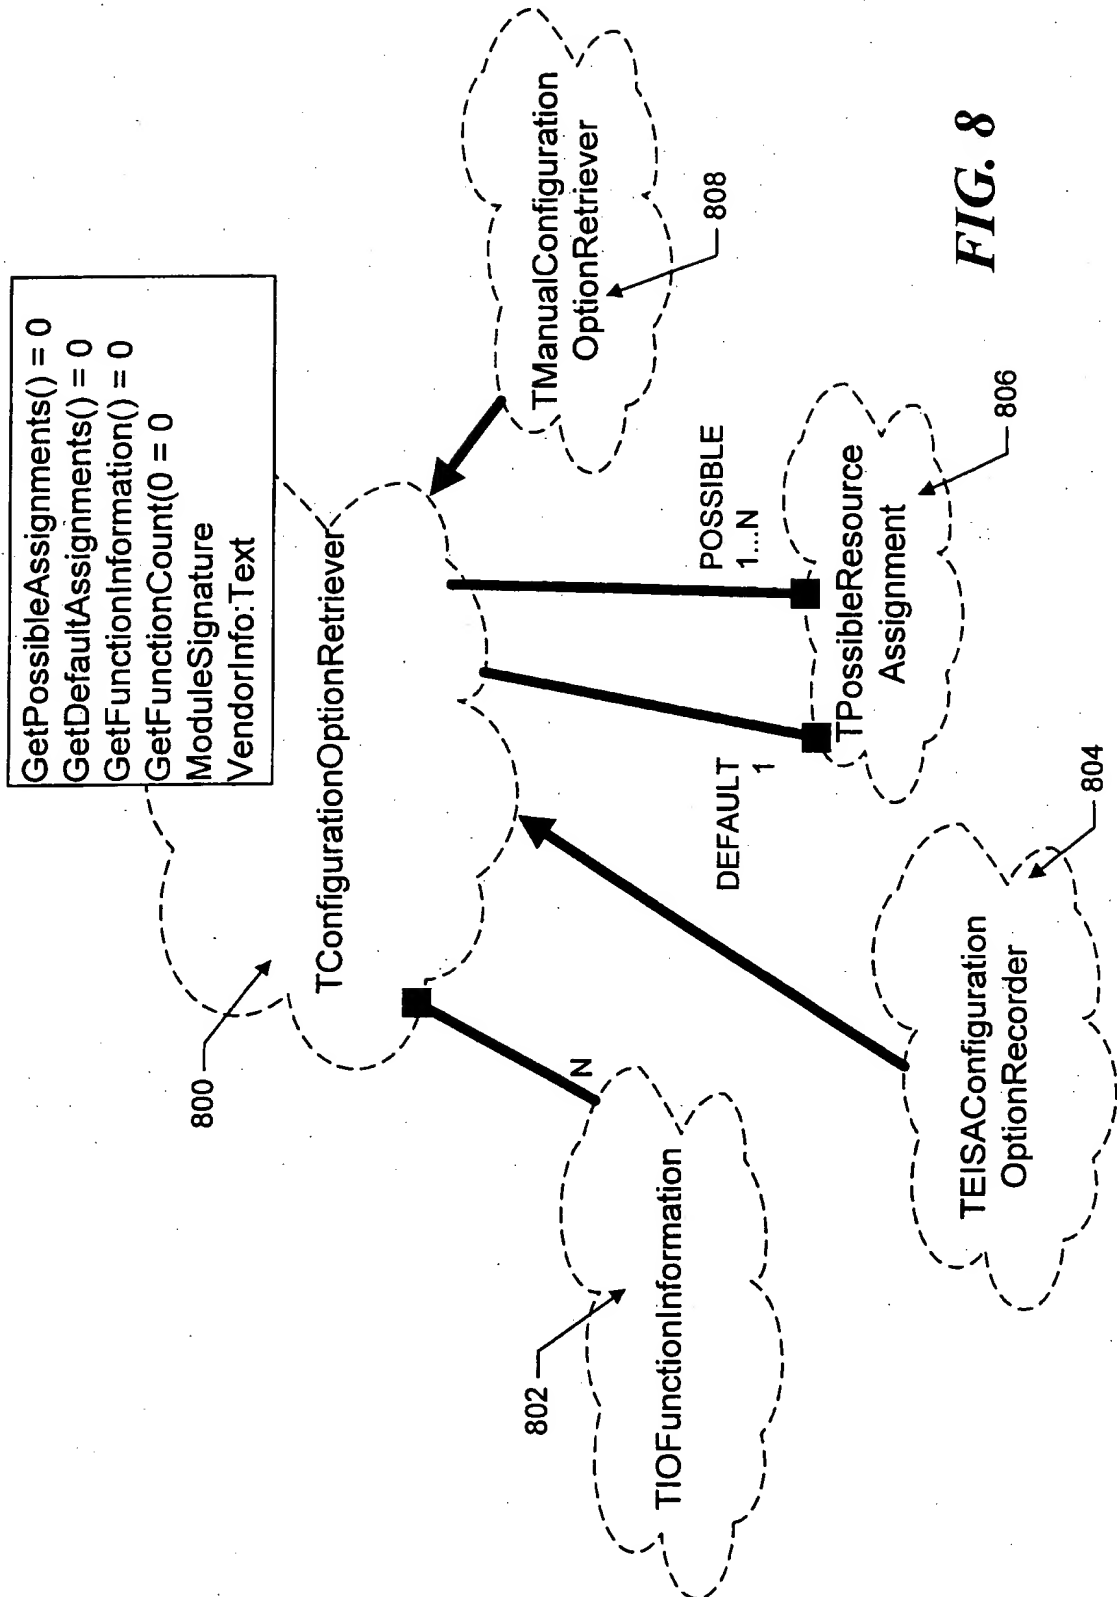 GetPossibleAssignments() = 0
GetDefaultAssignments() = 0
GetFunctionInformation() = 0
GetFunctionCount(0 = 0
ModuleSignature
VendorInfo:Text
800
TConfigurationOptionRetriever
N
802
TIOFunctionInformation
DEFAULT
1
POSSIBLE
1...N
TManualConfiguration
OptionRetriever
808
TPossibleResource
Assignment
806
TEISAConfiguration
OptionRecorder
804
FIG. 8